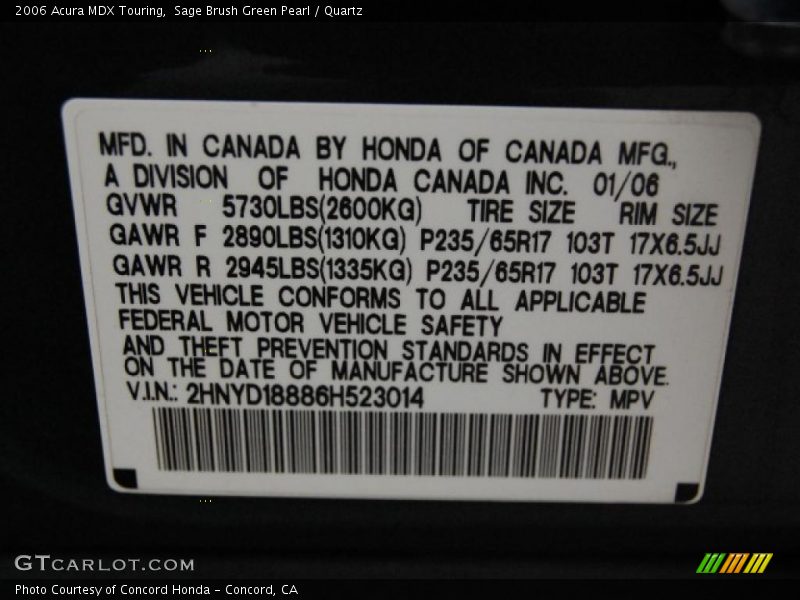 2006 Acura MDX Touring,  Sage Brush Green Pearl / Quartz
MFD. IN CANADA BY HONDA OF CANADA MFG.,
A DIVISION OF HONDA CANADA INC. 01/06
GVWR 5730LBS(2600KG) TIRE SIZE RIM SIZE
GAWR F 2890LBS(1310KG) P235/65R17 103T 17X6.5JJ
GAWR R 2945LBS(1335KG) P235/65R17 103T 17X6.5JJ
THIS VEHICLE CONFORMS TO ALL APPLICABLE
FEDERAL MOTOR VEHICLE SAFETY
AND THEFT PREVENTION STANDARDS IN EFFECT
ON THE DATE OF MANUFACTURE SHOWN ABOVE.
V.I.N.: 2HNYD18886H523014 TYPE: MPV
GTCARLOT.COM
Photo Courtesy of Concord Honda - Concord, CA